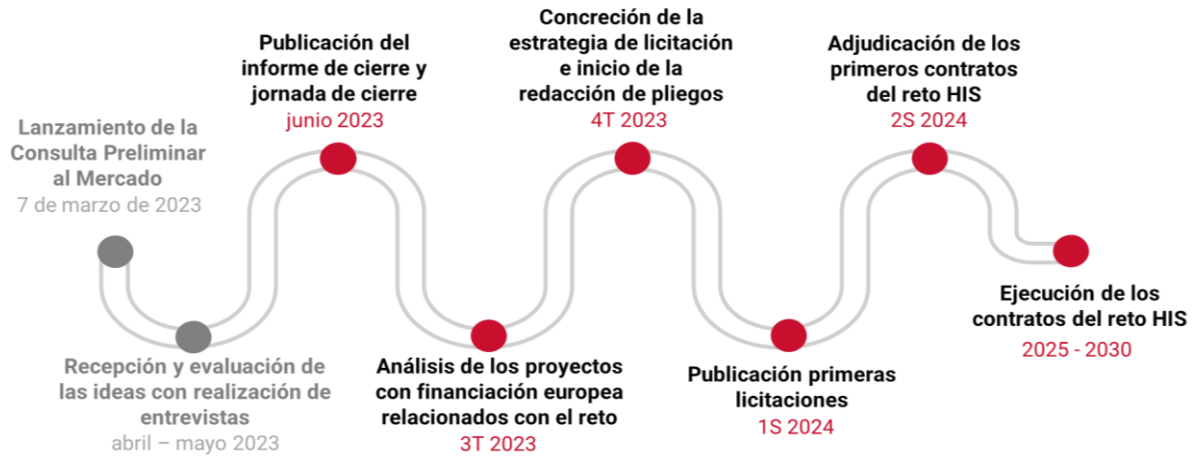 Lanzamiento de la
Consulta Preliminar
al Mercado
7 de marzo de 2023
Recepción y evaluación de
las ideas con realización de
entrevistas
abril – mayo 2023
Publicación del
informe de cierre y
jornada de cierre
junio 2023
Análisis de los proyectos
con financiación europea
relacionados con el reto
3T 2023
Concreción de la
estrategia de licitación
e inicio de la
redacción de pliegos
4T 2023
Publicación primeras
licitaciones
1S 2024
Adjudicación de los
primeros contratos
del reto HIS
2S 2024
Ejecución de los
contratos del reto HIS
2025 - 2030